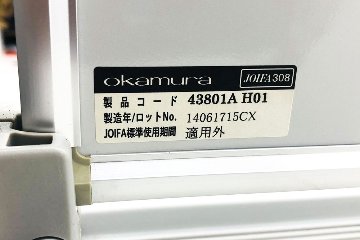 okamura JOIFA308
製品コード 43801A H01
製造年/ロットNo. 14061715CX
JOIFA標準使用期間 適用外